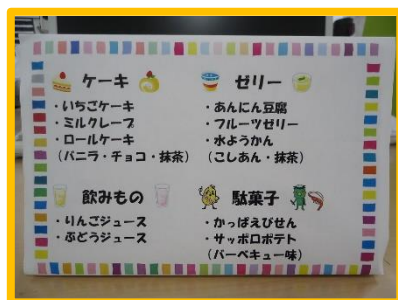 ケーキ
・いちごケーキ
・ミルクレープ
・ロールケーキ
（バニラ・チョコ・抹茶）
ゼリー
・あんにん豆腐
・フルーツゼリー
・水ようかん
（こしあん・抹茶）
飲みもの
・りんごジュース
・ぶどうジュース
駄菓子
・かっぱえびせん
・サッポロポテト
（バーベキュー味）